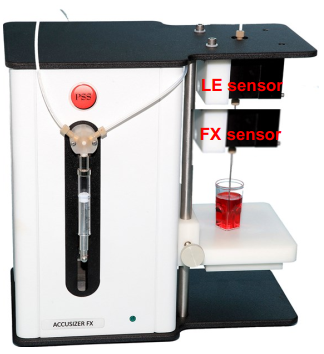 PSS
LE sensor
FX sensor
ACCUSIZER FX